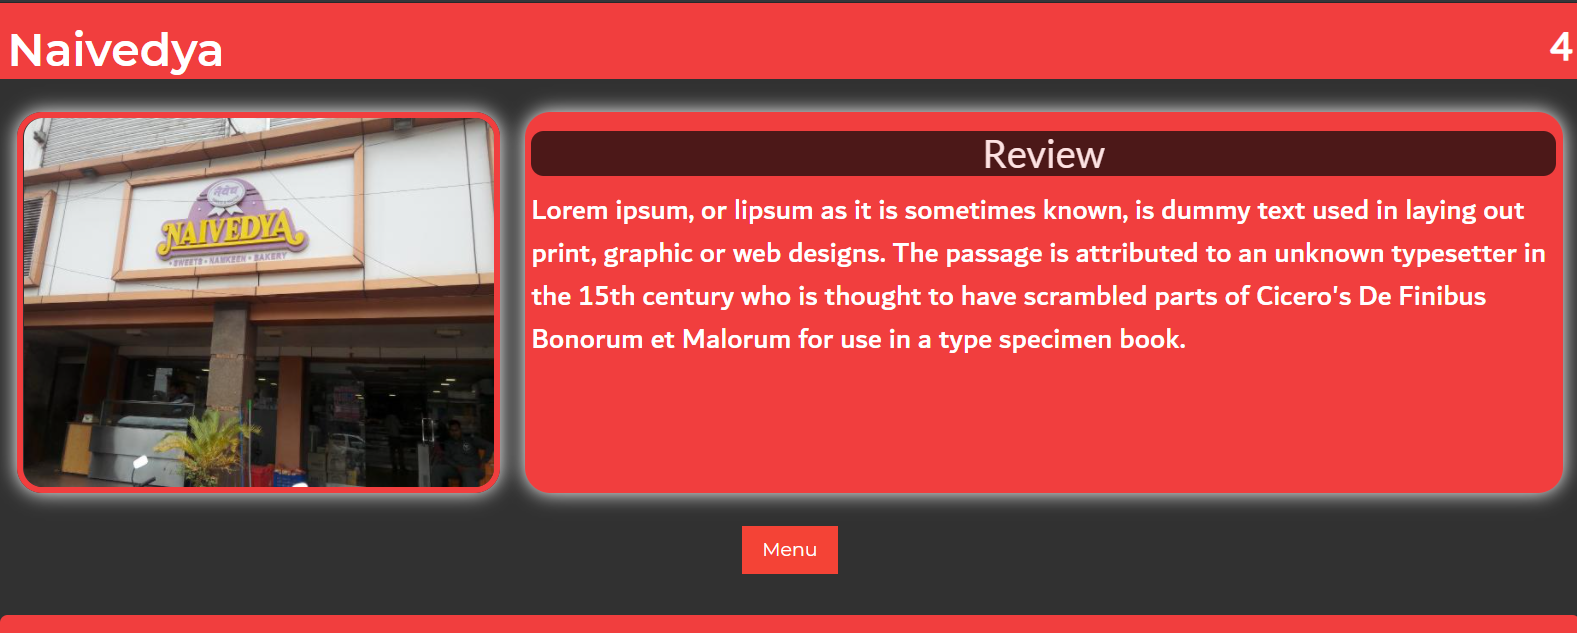 Naivedya
4
नैवेद्य
NAIVEDYA
• SWEETS • NAMKEEN • BAKERY
Review
Lorem ipsum, or lipsum as it is sometimes known, is dummy text used in laying out
print, graphic or web designs. The passage is attributed to an unknown typesetter in
the 15th century who is thought to have scrambled parts of Cicero's De Finibus
Bonorum et Malorum for use in a type specimen book.
Menu